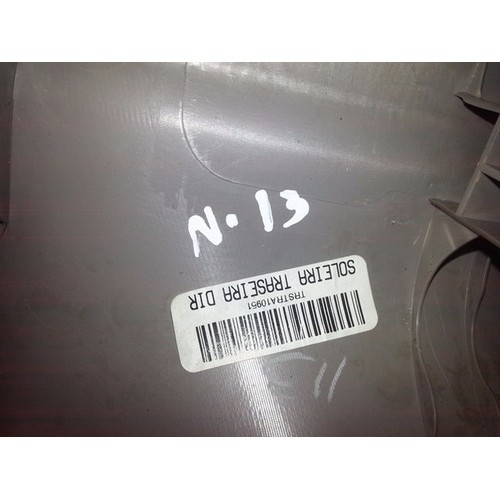 N. 13
SOLEIRA TRASEIRA DIR
TRSTRA10951